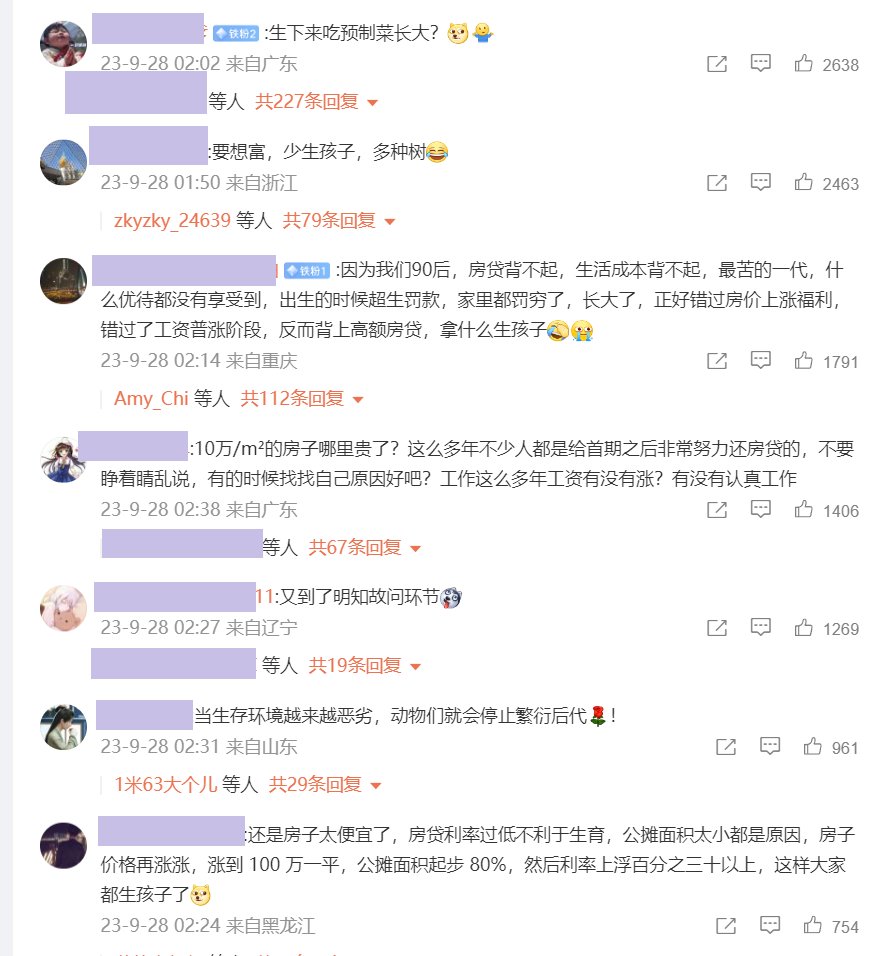 铁粉2 :生下来吃预制菜长大？
23-9-28 02:02 来自广东
2638
等人 共227条回复
:要想富，少生孩子，多种树
23-9-28 01:50 来自浙江
2463
zkyzky_24639 等人 共79条回复
铁粉1 :因为我们90后，房贷背不起，生活成本背不起，最苦的一代，什
么优待都没有享受到，出生的时候超生罚款，家里都罚穷了，长大了，正好错过房价上涨福利，
错过了工资普涨阶段，反而背上高额房贷，拿什么生孩子
23-9-28 02:14 来自重庆
1791
Amy_Chi 等人 共112条回复
:10万/m²的房子哪里贵了？这么多年不少人都是给首期之后非常努力还房贷的，不要
睁着睛乱说，有的时候找找自己原因好吧？工作这么多年工资有没有涨？有没有认真工作
23-9-28 02:38 来自广东
1406
等人 共67条回复
11:又到了明知故问环节
23-9-28 02:27 来自辽宁
1269
等人 共19条回复
当生存环境越来越恶劣，动物们就会停止繁衍后代！
23-9-28 02:31 来自山东
961
1米63大个儿 等人 共29条回复
:还是房子太便宜了，房贷利率过低不利于生育，公摊面积太小都是原因，房子
价格再涨涨，涨到 100 万一平，公摊面积起步 80%，然后利率上浮百分之三十以上，这样大家
都生孩子了
23-9-28 02:24 来自黑龙江
754